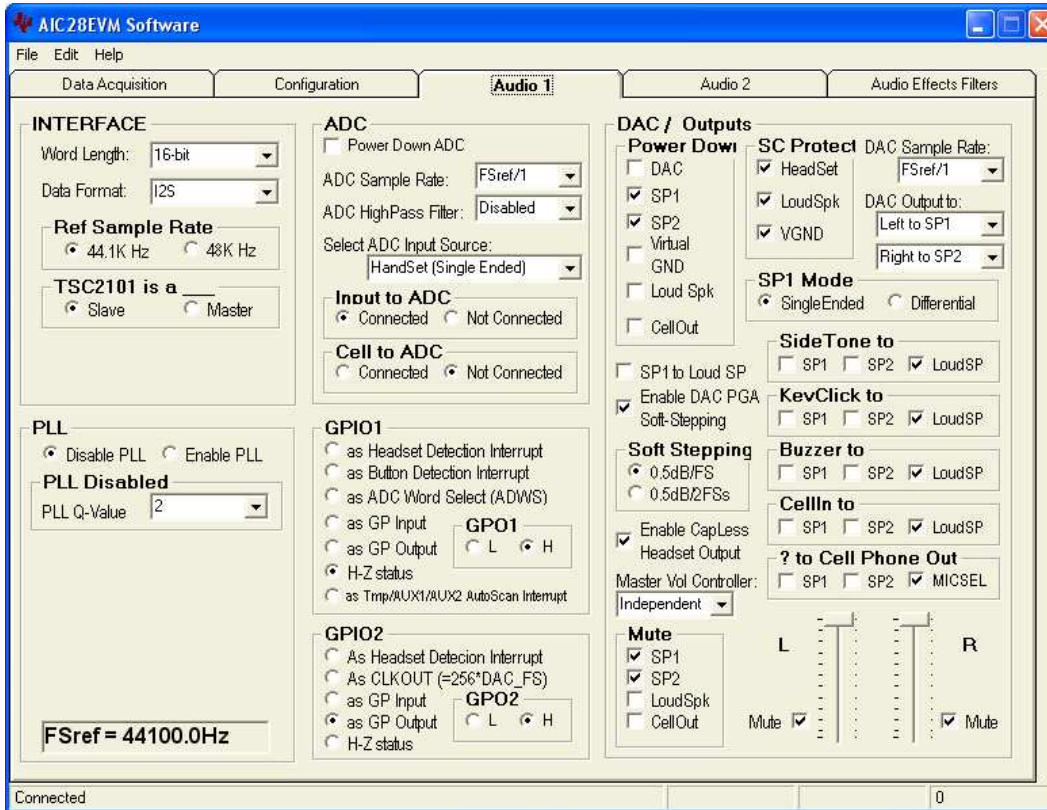 AIC28EVM Software
File Edit Help
Data Acquisition
Configuration
Audio 1
Audio 2
Audio Effects Filters
INTERFACE
Word Length: 16-bit
Data Format: I2S
Ref Sample Rate
44.1K Hz 48K Hz
TSC2101 is a ___
Slave Master
PLL
Disable PLL Enable PLL
PLL Disabled
PLL Q-Value 2
FSref = 44100.0Hz
ADC
Power Down ADC
ADC Sample Rate: FSref/1
ADC HighPass Filter: Disabled
Select ADC Input Source:
HandSet (Single Ended)
Input to ADC
Connected Not Connected
Cell to ADC
Connected Not Connected
GPIO1
as Headset Detection Interrupt
as Button Detection Interrupt
as ADC Word Select (ADWS)
as GP Input
as GP Output
GPO1
L H
H-Z status
as Tmp/AUX1/AUX2 AutoScan Interrupt
GPIO2
As Headset Detecion Interrupt
As CLKOUT (=256*DAC_FS)
as GP Input
as GP Output
GPO2
L H
H-Z status
DAC / Outputs
Power Down
DAC
SP1
SP2
Virtual
GND
Loud Spk
CellOut
SC Protect
HeadSet
LoudSpk
VGND
DAC Sample Rate:
FSref/1
DAC Output to:
Left to SP1
Right to SP2
SP1 Mode
SingleEnded Differential
SP1 to Loud SP
Enable DAC PGA
Soft-Stepping
Soft Stepping
0.5dB/FS
0.5dB/2FSs
Enable CapLess
Headset Output
Master Vol Controller:
Independent
Mute
SP1
SP2
LoudSpk
CellOut
SideTone to
SP1 SP2 LoudSP
KeyClick to
SP1 SP2 LoudSP
Buzzer to
SP1 SP2 LoudSP
CellIn to
SP1 SP2 LoudSP
? to Cell Phone Out
SP1 SP2 MICSEL
L R
Mute Mute
Connected 0